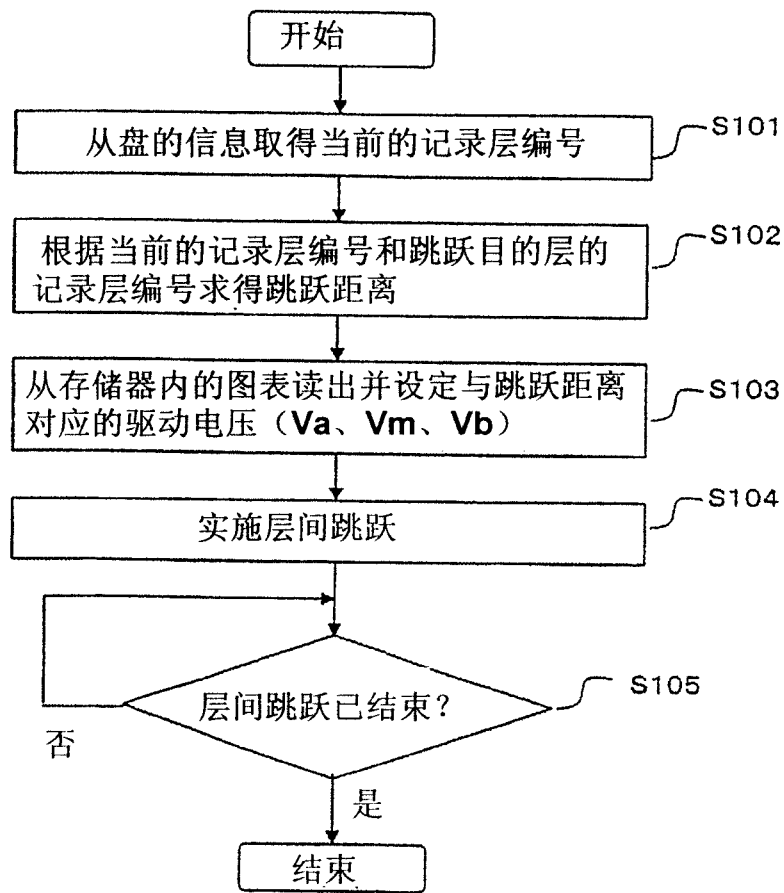 开始
从盘的信息取得当前的记录层编号
S101
根据当前的记录层编号和跳跃目的层的
记录层编号求得跳跃距离
S102
从存储器内的图表读出并设定与跳跃距离
对应的驱动电压（Va、Vm、Vb）
S103
实施层间跳跃
S104
层间跳跃已结束？
S105
否
是
结束